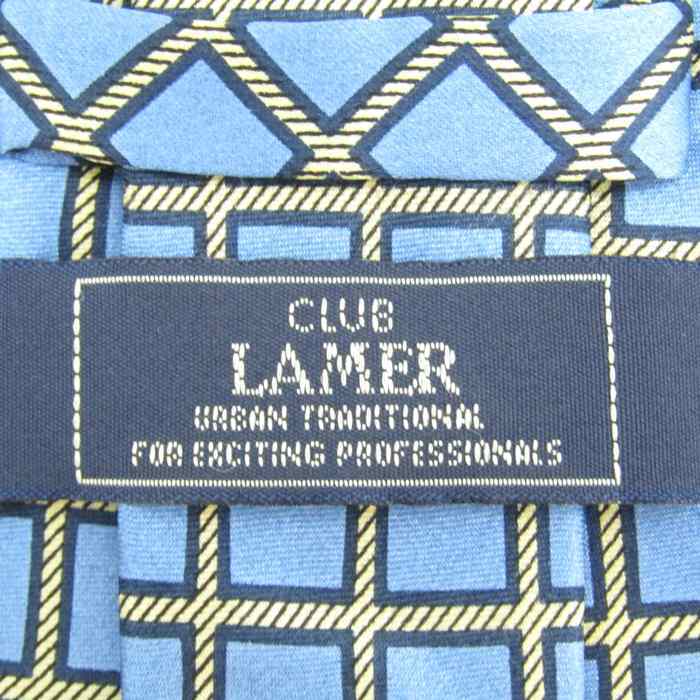 CLUB
LAMER
URBAN TRADITIONAL
FOR EXCITING PROFESSIONALS